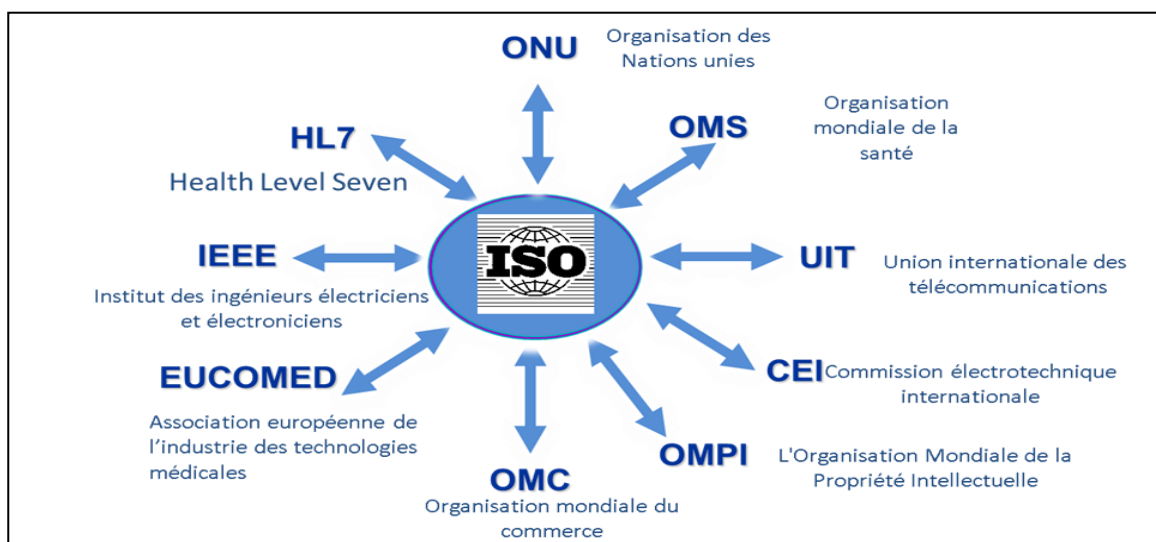 ONU
Organisation des
Nations unies
OMS
Organisation
mondiale de la
santé
HL7
Health Level Seven
ISO
IEEE
Institut des ingénieurs électriciens
et électroniciens
UIT
Union internationale des
télécommunications
EUCOMED
Association européenne de
l’industrie des technologies
médicales
CEI
Commission électrotechnique
internationale
OMC
Organisation mondiale du
commerce
OMPI
L'Organisation Mondiale de la
Propriété Intellectuelle